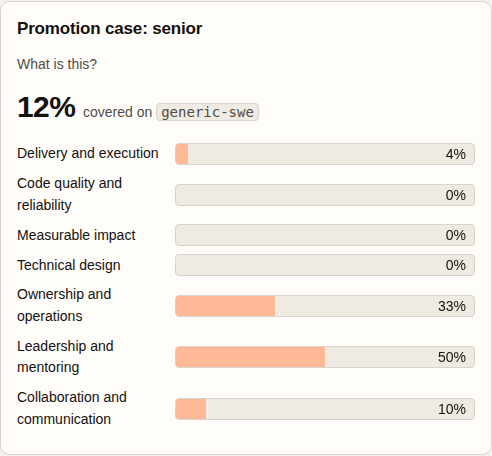 Promotion case: senior
What is this?
12% covered on generic-swe
Delivery and execution 4%
Code quality and
reliability 0%
Measurable impact 0%
Technical design 0%
Ownership and
operations 33%
Leadership and
mentoring 50%
Collaboration and
communication 10%